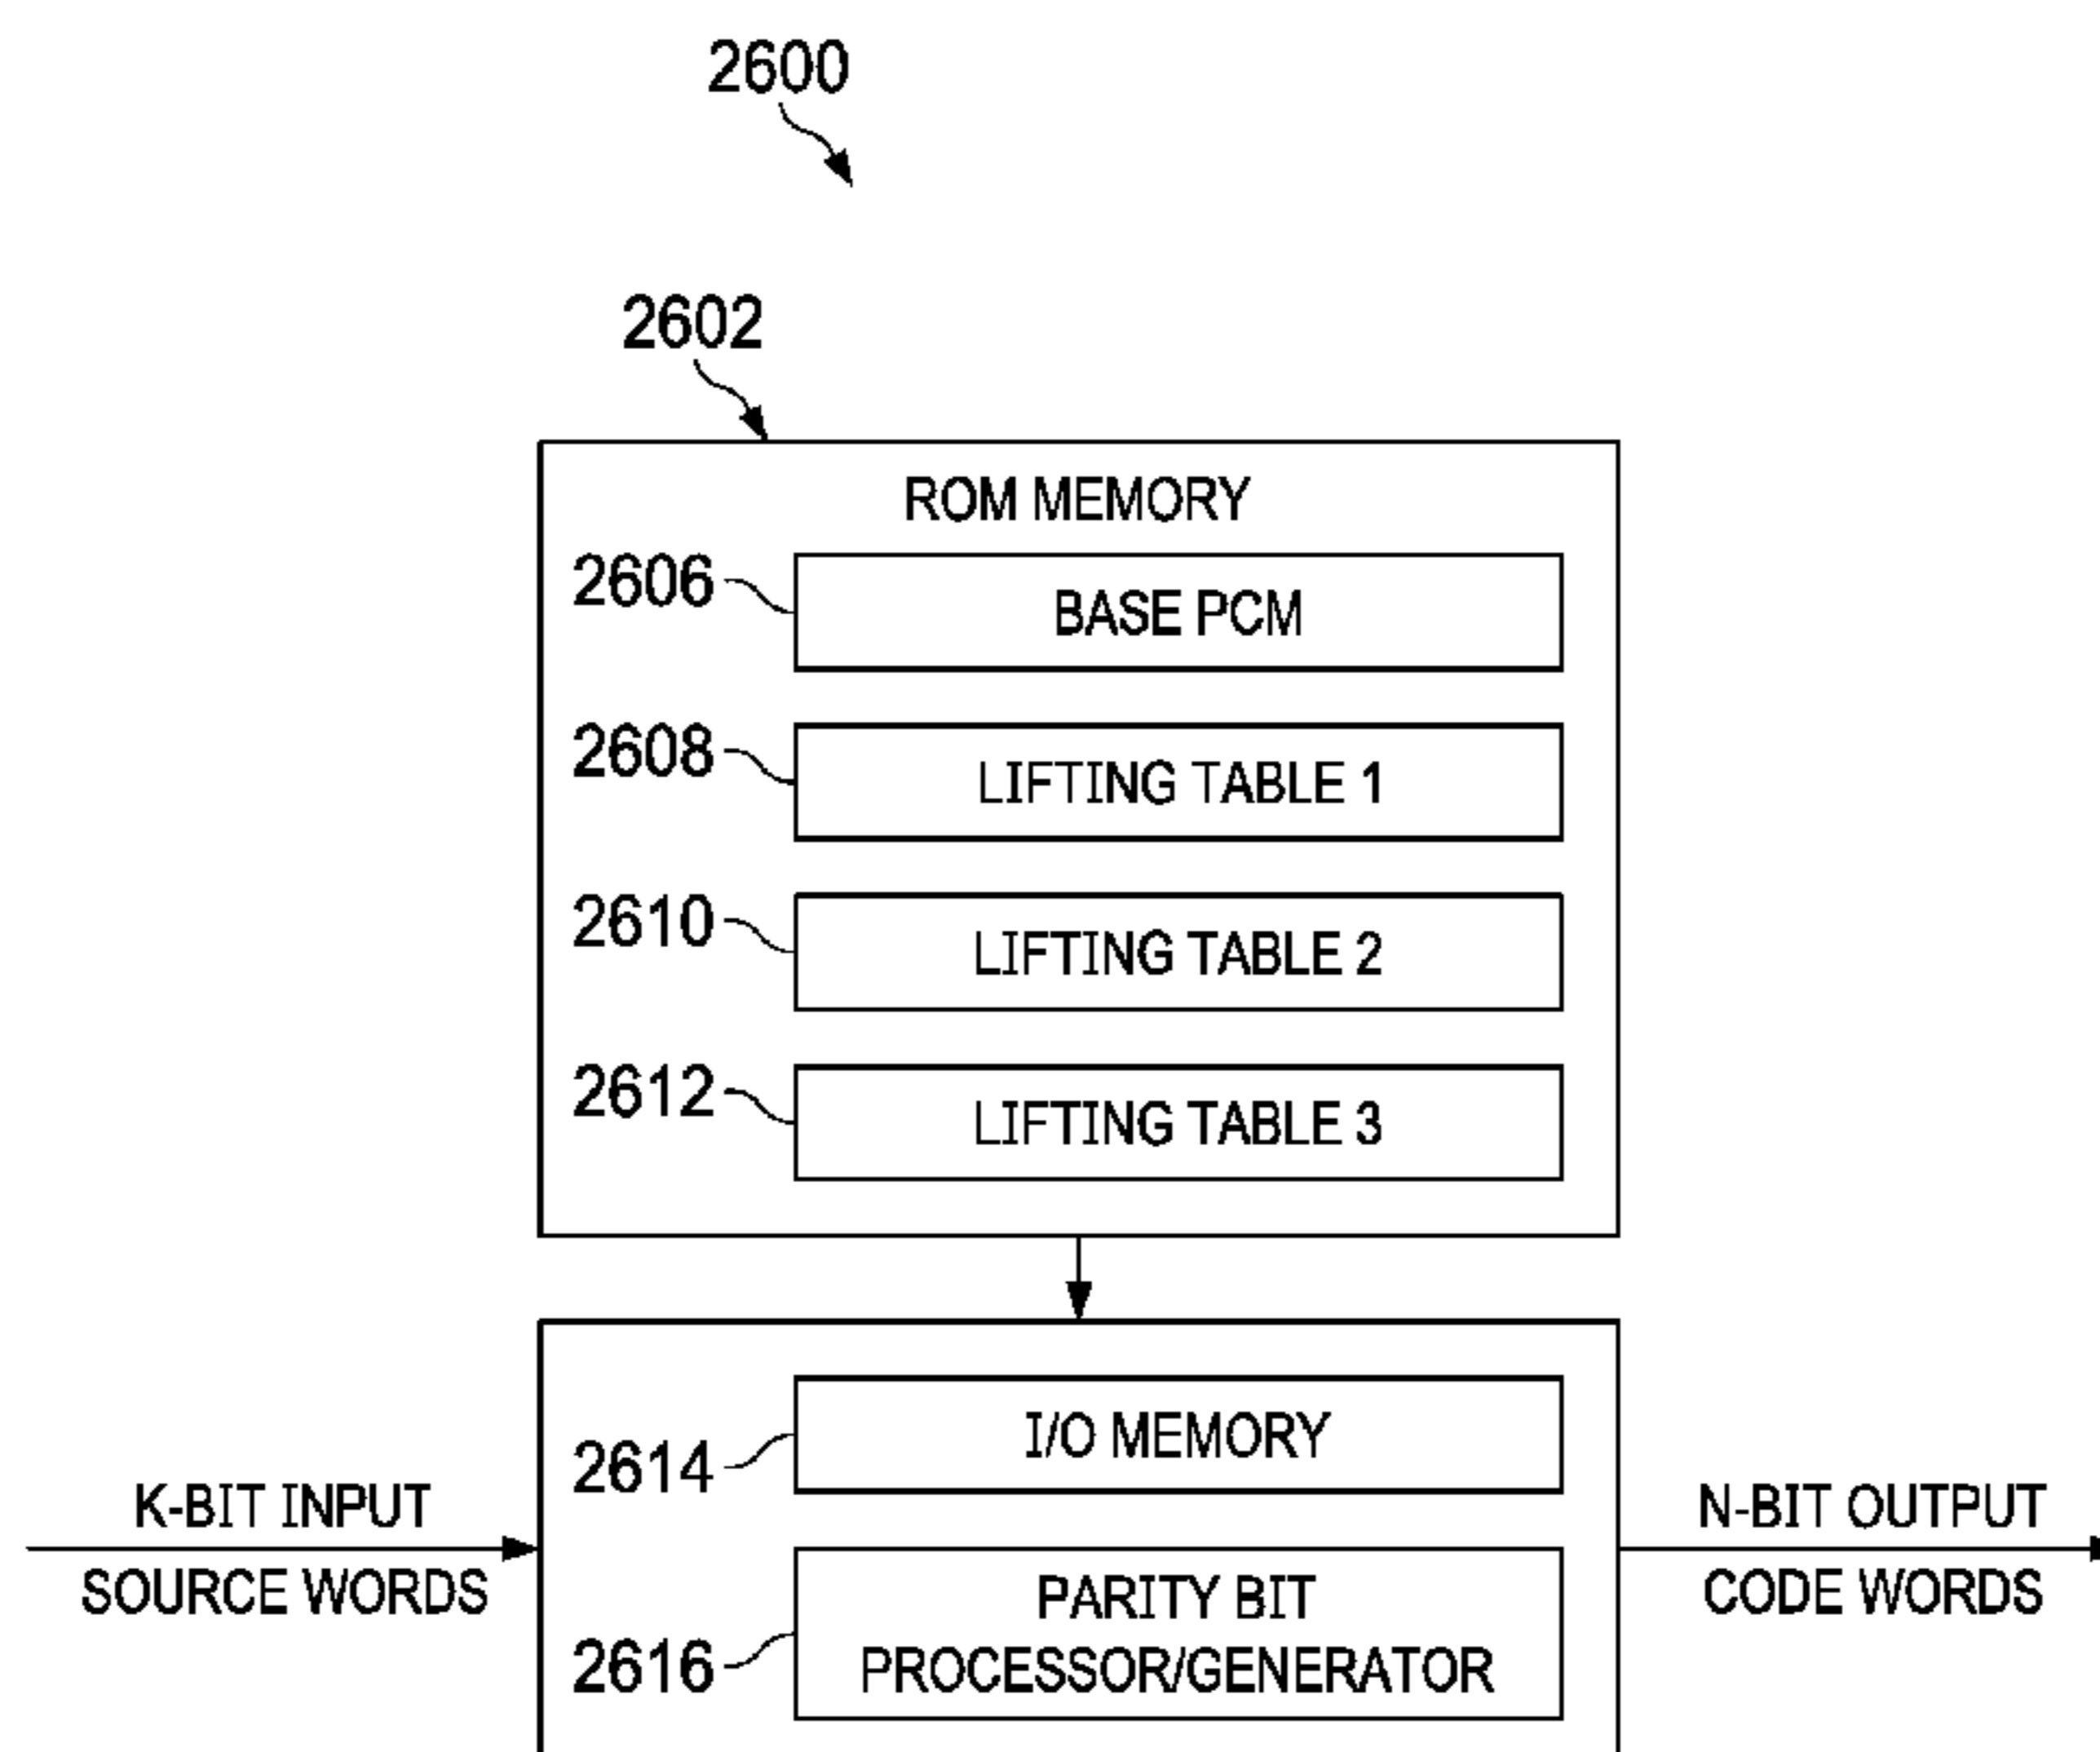 2600
2602
ROM MEMORY
2606
BASE PCM
2608
LIFTING TABLE 1
2610
LIFTING TABLE 2
2612
LIFTING TABLE 3
I/O MEMORY
2614
K-BIT INPUT
SOURCE WORDS
N-BIT OUTPUT
CODE WORDS
PARITY BIT
PROCESSOR/GENERATOR
2616